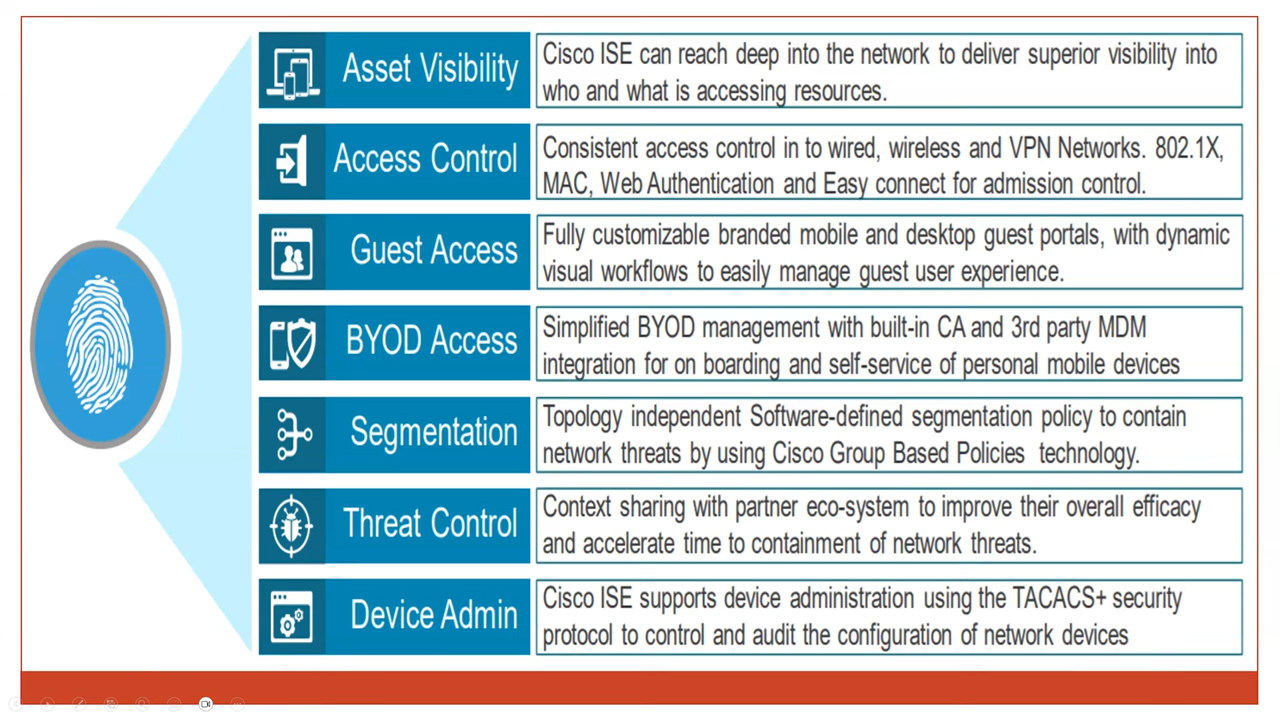 Asset Visibility
Cisco ISE can reach deep into the network to deliver superior visibility into
who and what is accessing resources.
Access Control
Consistent access control in to wired, wireless and VPN Networks. 802.1X,
MAC, Web Authentication and Easy connect for admission control.
Guest Access
Fully customizable branded mobile and desktop guest portals, with dynamic
visual workflows to easily manage guest user experience.
BYOD Access
Simplified BYOD management with built-in CA and 3rd party MDM
integration for on boarding and self-service of personal mobile devices
Segmentation
Topology independent Software-defined segmentation policy to contain
network threats by using Cisco Group Based Policies technology.
Threat Control
Context sharing with partner eco-system to improve their overall efficacy
and accelerate time to containment of network threats.
Device Admin
Cisco ISE supports device administration using the TACACS+ security
protocol to control and audit the configuration of network devices